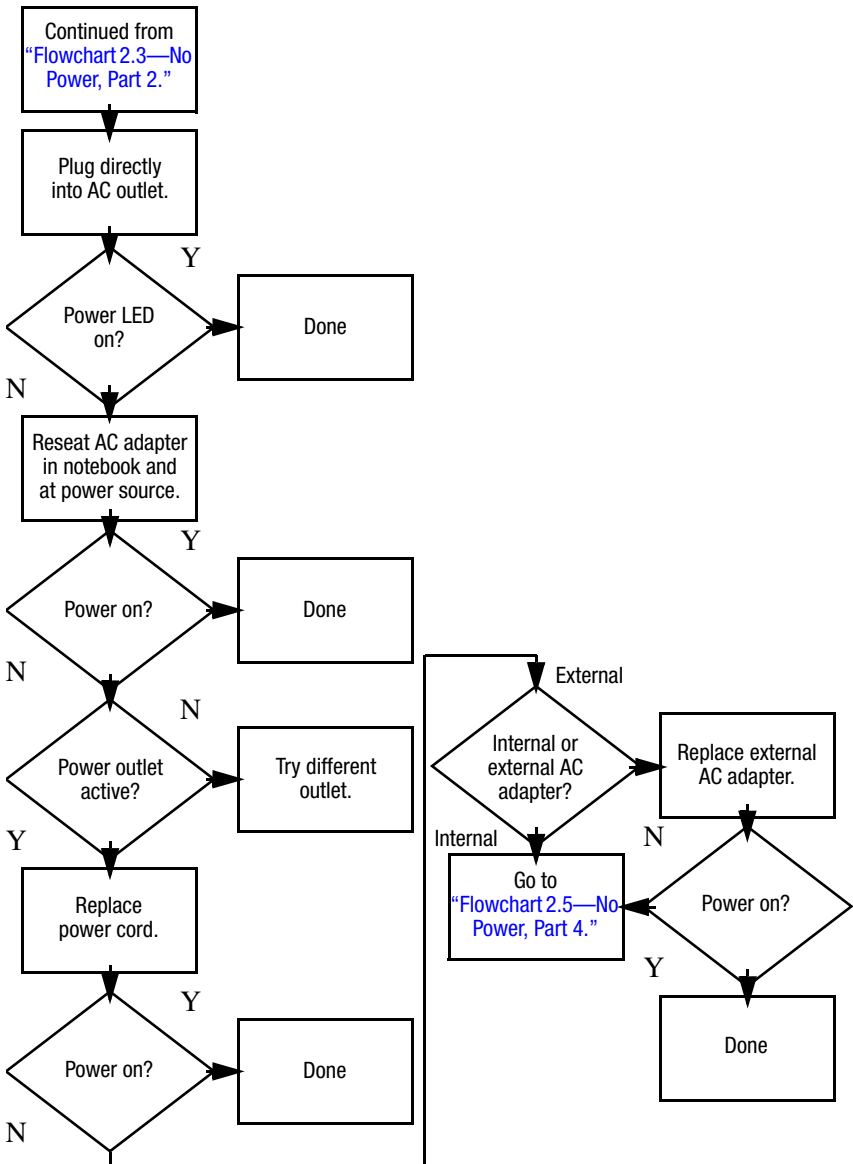 Continued from
“Flowchart 2.3—No
Power, Part 2.”
Plug directly
into AC outlet.
Y
Power LED
on?
Done
N
Reseat AC adapter
in notebook and
at power source.
Y
Power on?
Done
N
N
Power outlet
active?
Try different
outlet.
Y
Replace
power cord.
Y
Power on?
Done
N
External
Internal or
external AC
adapter?
Replace external
AC adapter.
Internal
N
Go to
“Flowchart 2.5—No
Power, Part 4.”
Power on?
Y
Done